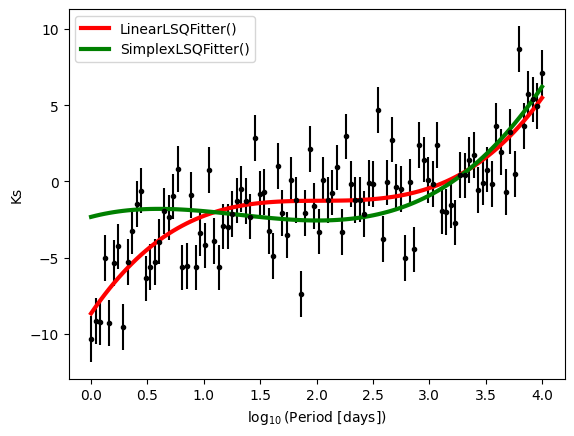 LinearLSQFitter()
SimplexLSQFitter()
10
5
0
−5
−10
Ks
0.0 0.5 1.0 1.5 2.0 2.5 3.0 3.5 4.0
log₁₀(Period [days])